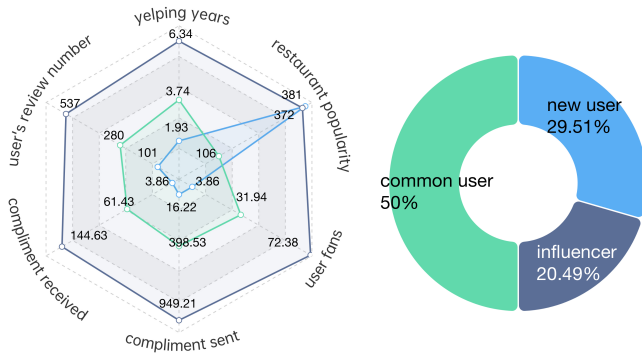 yelping years
6.34
restaurant popularity
381
372
user's review number
537
3.74
280
1.93
101
106
3.86
3.86
61.43
16.22
31.94
398.53
144.63
72.38
949.21
compliment received
compliment sent
user fans
new user
29.51%
common user
50%
influencer
20.49%